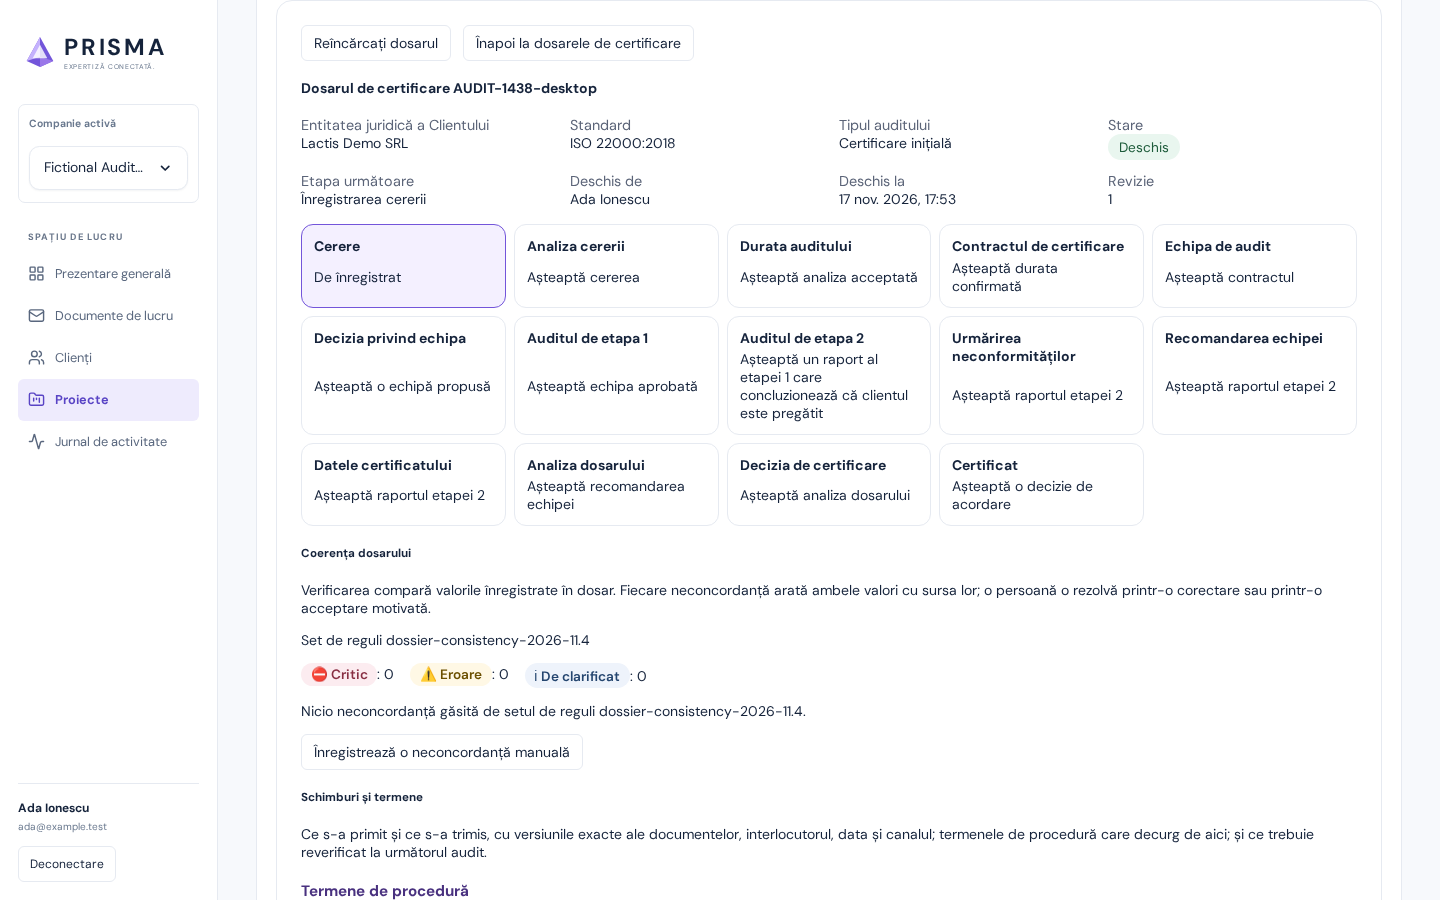 PRISMA
EXPERTIZĂ CONECTATĂ.
Companie activă
Fictional Audit...
SPAȚIU DE LUCRU
Prezentare generală
Documente de lucru
Clienți
Proiecte
Jurnal de activitate
Ada Ionescu
ada@example.test
Deconectare
Reîncărcați dosarul
Înapoi la dosarele de certificare
Dosarul de certificare AUDIT-1438-desktop
Entitatea juridică a Clientului
Lactis Demo SRL
Standard
ISO 22000:2018
Tipul auditului
Certificare inițială
Stare
Deschis
Etapa următoare
Înregistrarea cererii
Deschis de
Ada Ionescu
Deschis la
17 nov. 2026, 17:53
Revizie
1
Cerere
De înregistrat
Analiza cererii
Așteaptă cererea
Durata auditului
Așteaptă analiza acceptată
Contractul de certificare
Așteaptă durata
confirmată
Echipa de audit
Așteaptă contractul
Decizia privind echipa
Așteaptă o echipă propusă
Auditul de etapa 1
Așteaptă echipa aprobată
Auditul de etapa 2
Așteaptă un raport al
etapei 1 care
concluzionează că clientul
este pregătit
Urmărirea
neconformităților
Așteaptă raportul etapei 2
Recomandarea echipei
Așteaptă raportul etapei 2
Datele certificatului
Așteaptă raportul etapei 2
Analiza dosarului
Așteaptă recomandarea
echipei
Decizia de certificare
Așteaptă analiza dosarului
Certificat
Așteaptă o decizie de
acordare
Coerența dosarului
Verificarea compară valorile înregistrate în dosar. Fiecare neconcordanță arată ambele valori cu sursa lor; o persoană o rezolvă printr-o corectare sau printr-o
acceptare motivată.
Set de reguli dossier-consistency-2026-11.4
⛔ Critic: 0 ⚠️ Eroare: 0 ℹ De clarificat: 0
Nicio neconcordanță găsită de setul de reguli dossier-consistency-2026-11.4.
Înregistrează o neconcordanță manuală
Schimburi și termene
Ce s-a primit și ce s-a trimis, cu versiunile exacte ale documentelor, interlocutorul, data și canalul; termenele de procedură care decurg de aici; și ce trebuie
reverificat la următorul audit.
Termene de procedură